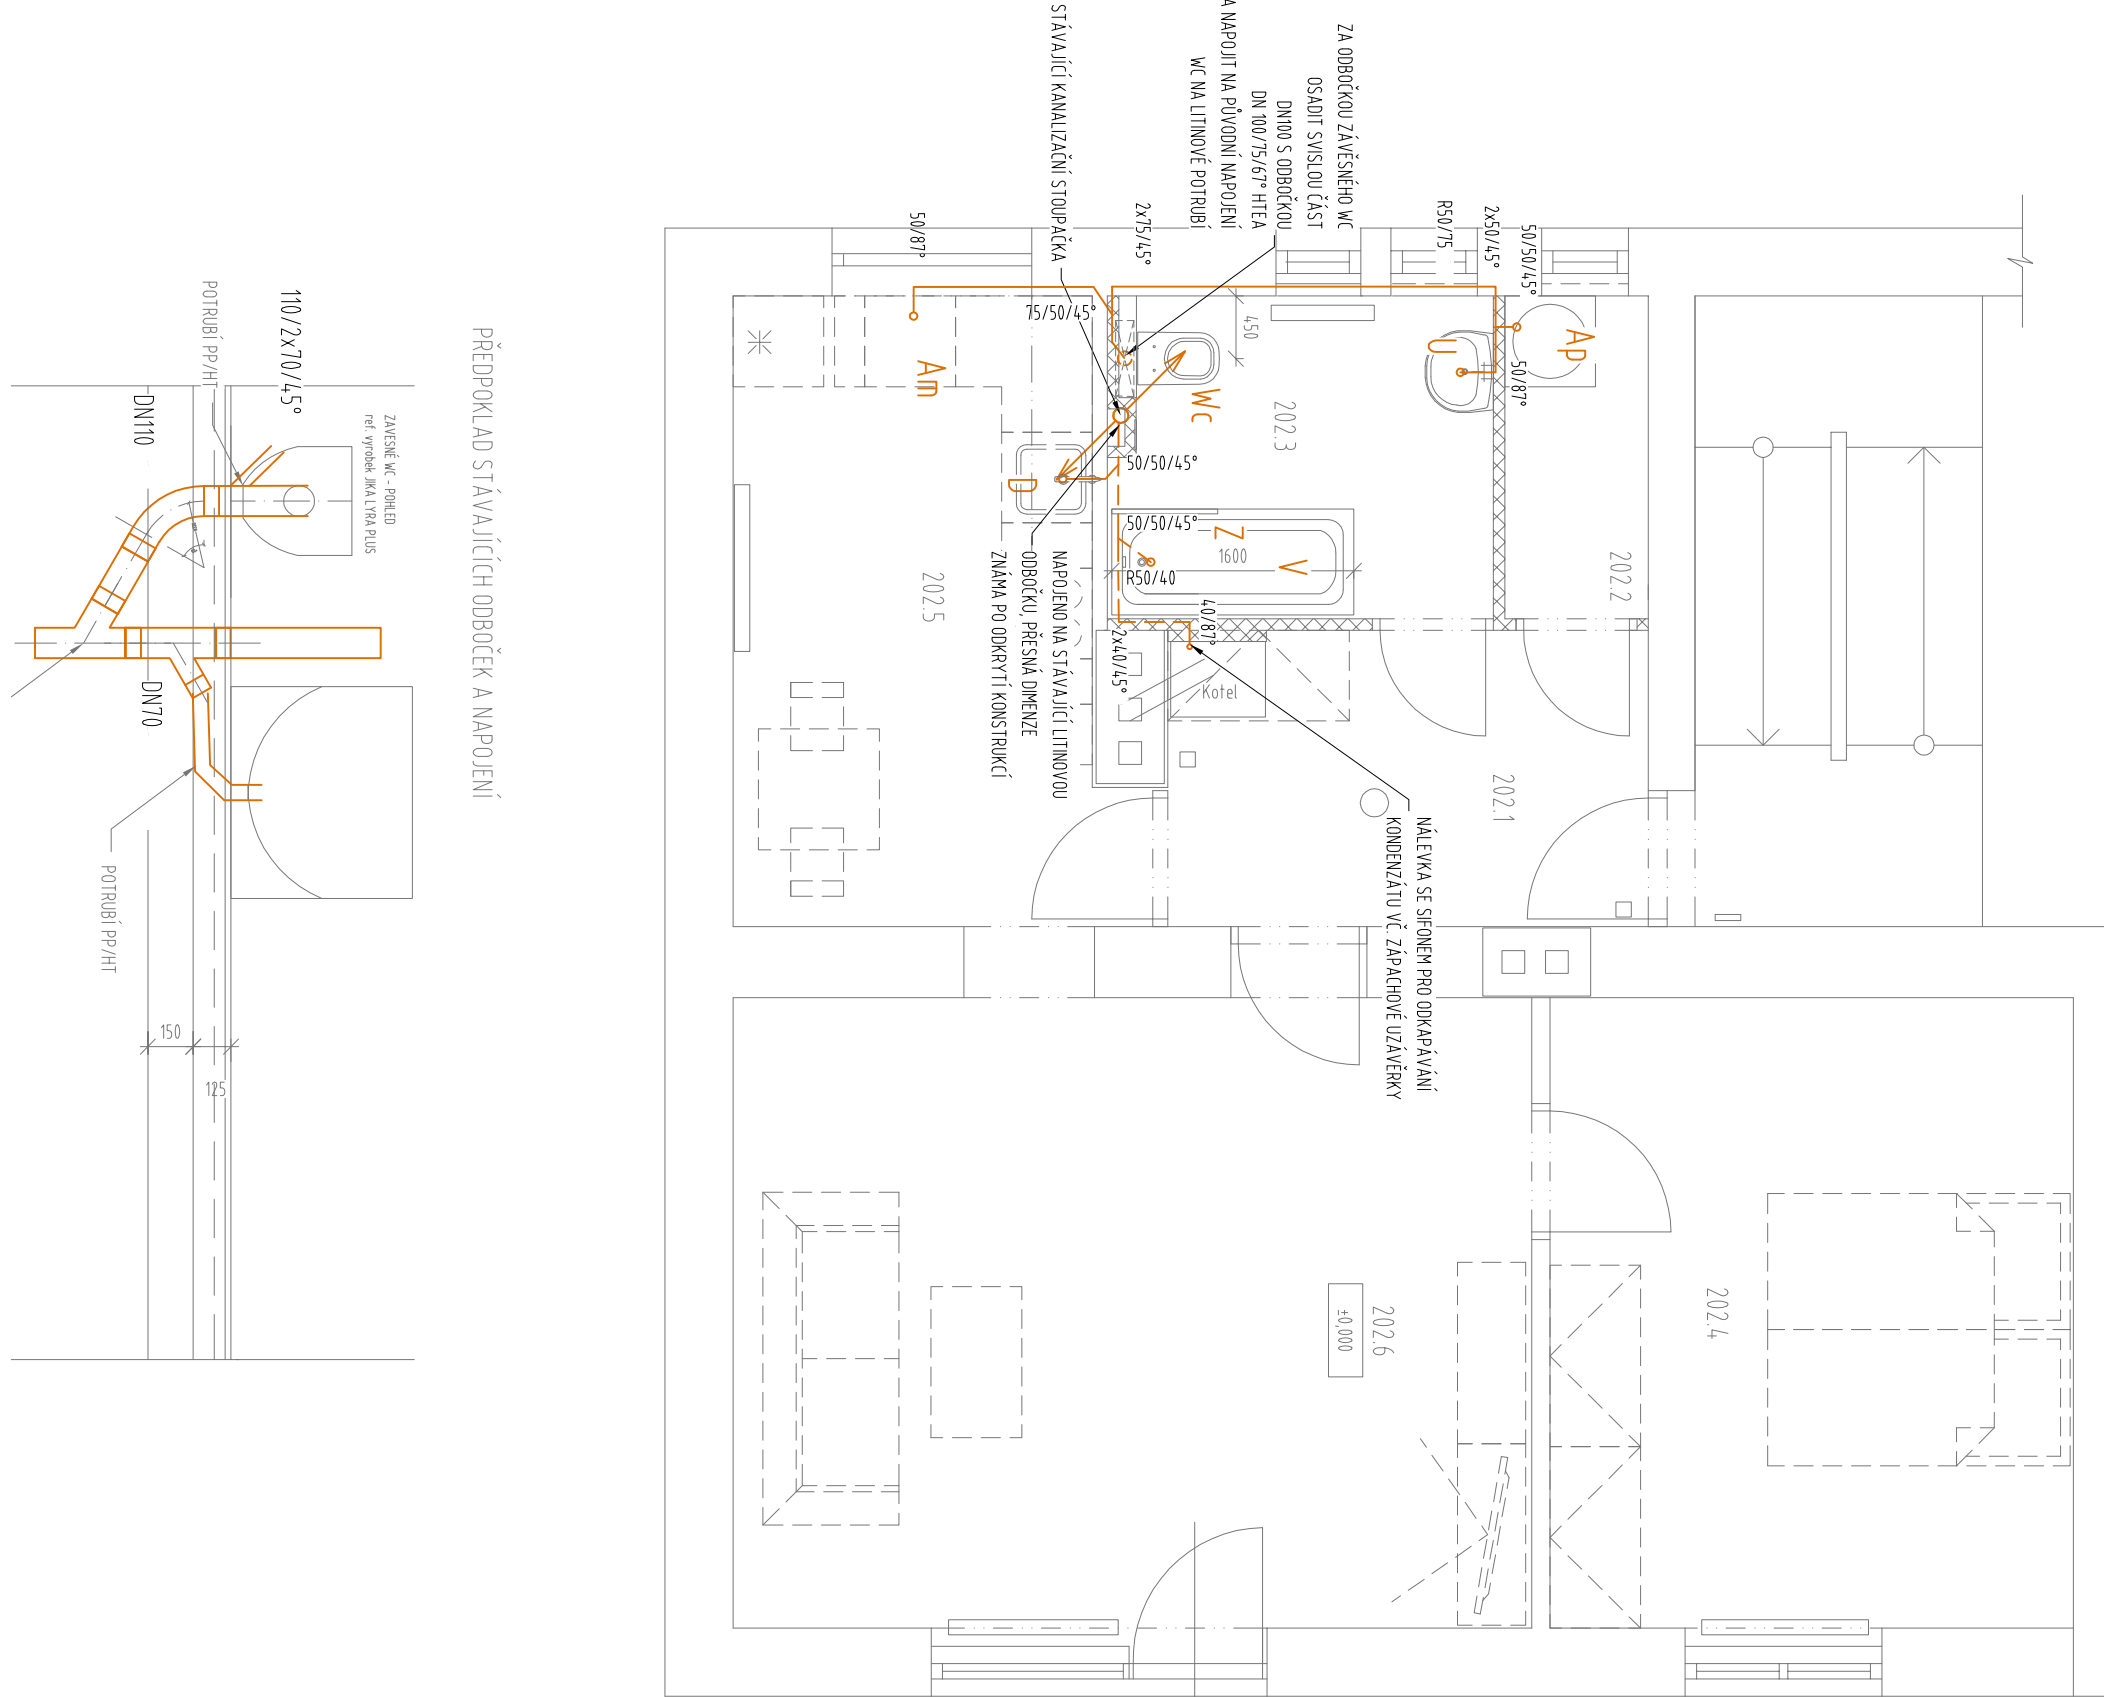 ZA ODBOČKOU ZÁVĚSNÉHO WC
OSADIT SVISLOU ČÁST
DN100 S ODBOČKOU
DN 100/75/67° HTEA
A NAPOJIT NA PŮVODNÍ NAPOJENÍ
WC NA LITINOVÉ POTRUBÍ
STÁVAJÍCÍ KANALIZAČNÍ STOUPAČKA
2x75/45°
50/87°
R50/75
2x50/45°
50/50/45°
75/50/45°
450
Ap
U
50/87°
Wc
Am
202.3
50/50/45°
D
50/50/45°
Z
V
1600
R50/40
202.2
202.5
40/87°
2x40/45°
Kotel
NAPOJENO NA STÁVAJÍCÍ LITINOVOU
ODBOČKU, PŘESNÁ DIMENZE
ZNÁMA PO ODKRYTÍ KONSTRUKCÍ
202.1
NÁLEVKA SE SIFONEM PRO ODKAPÁVÁNÍ
KONDENZÁTU VČ. ZÁPACHOVÉ UZÁVĚRKY
202.6
±0,000
202.4
PŘEDPOKLAD STÁVAJÍCÍCH ODBOČEK A NAPOJENÍ
ZÁVĚSNÉ WC - POHLED
ref. výrobek JIKA LYRA PLUS
110/2x70/45°
POTRUBÍ PP/HT
DN110
DN70
POTRUBÍ PP/HT
150
125